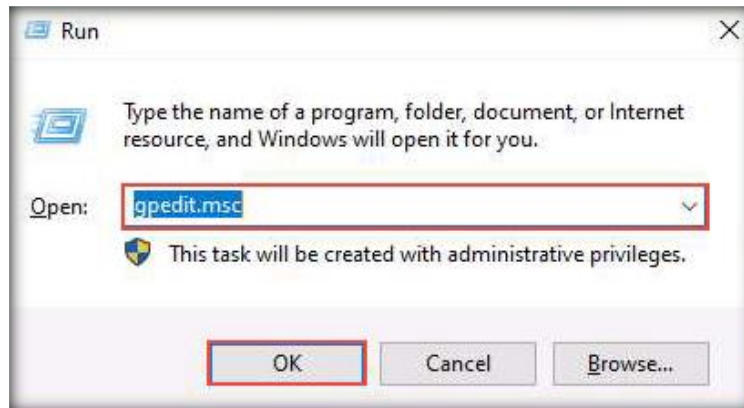 Run
Type the name of a program, folder, document, or Internet
resource, and Windows will open it for you.
Open: gpedit.msc
This task will be created with administrative privileges.
OK Cancel Browse...